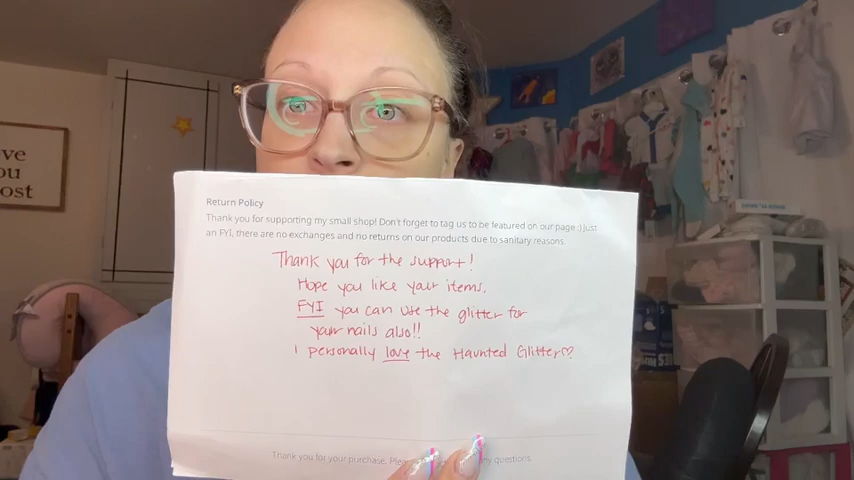 ve
ou
ost
Return Policy
Thank you for supporting my small shop! Don't forget to tag us to be featured on our page :) Just
an FYI, there are no exchanges and no returns on our products due to sanitary reasons.
Thank you for the support!
Hope you like your items.
FYI you can use the glitter for
your nails also!!
I personally love the Haunted Glitter♡
Thank you for your purchase. any questions.